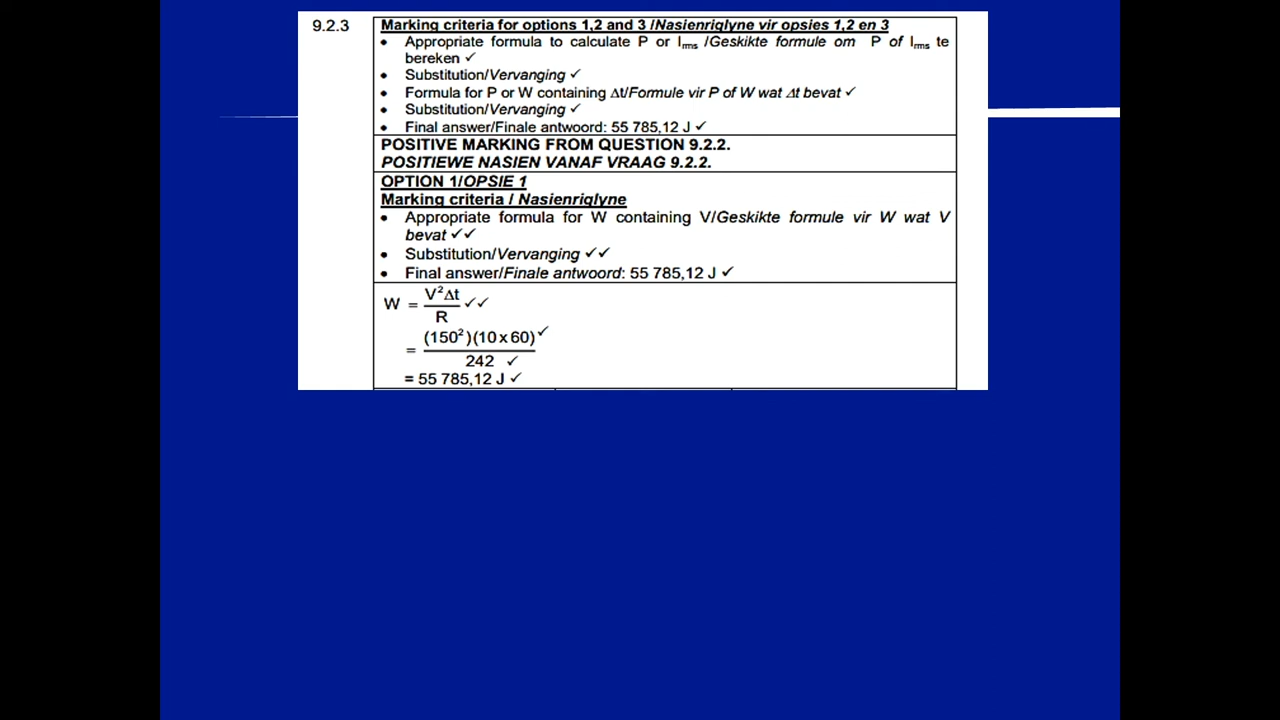 9.2.3
Marking criteria for options 1,2 and 3 /Nasienriglyne vir opsies 1,2 en 3
• Appropriate formula to calculate P or Irms /Geskikte formule om P of Irms te
bereken ✓
• Substitution/Vervanging ✓
• Formula for P or W containing Δt/Formule vir P of W wat Δt bevat ✓
• Substitution/Vervanging ✓
• Final answer/Finale antwoord: 55 785,12 J ✓
POSITIVE MARKING FROM QUESTION 9.2.2.
POSITIEWE NASIEN VANAF VRAAG 9.2.2.
OPTION 1/OPSIE 1
Marking criteria / Nasienriglyne
• Appropriate formula for W containing V/Geskikte formule vir W wat V
bevat ✓✓
• Substitution/Vervanging ✓✓
• Final answer/Finale antwoord: 55 785,12 J ✓
W = V²Δt / R ✓✓
= (150²)(10 x 60) ✓ / 242 ✓
= 55 785,12 J ✓